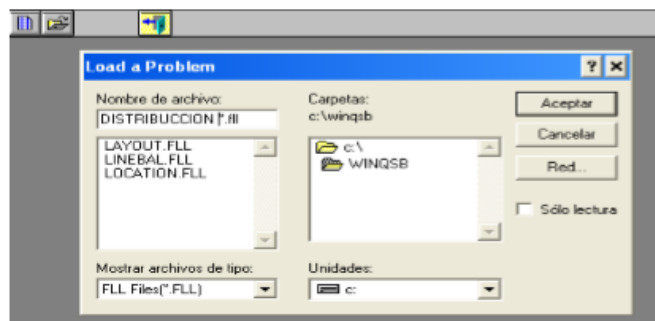 Load a Problem
Nombre de archivo:
DISTRIBUCCION *.fll
LAYOUT.FLL
LINEBAL.FLL
LOCATION.FLL
Mostrar archivos de tipo:
FLL Files(*.FLL)
Carpetas:
c:\winqsb
c:\
WINQSB
Unidades:
c:
Aceptar
Cancelar
Red...
Sólo lectura